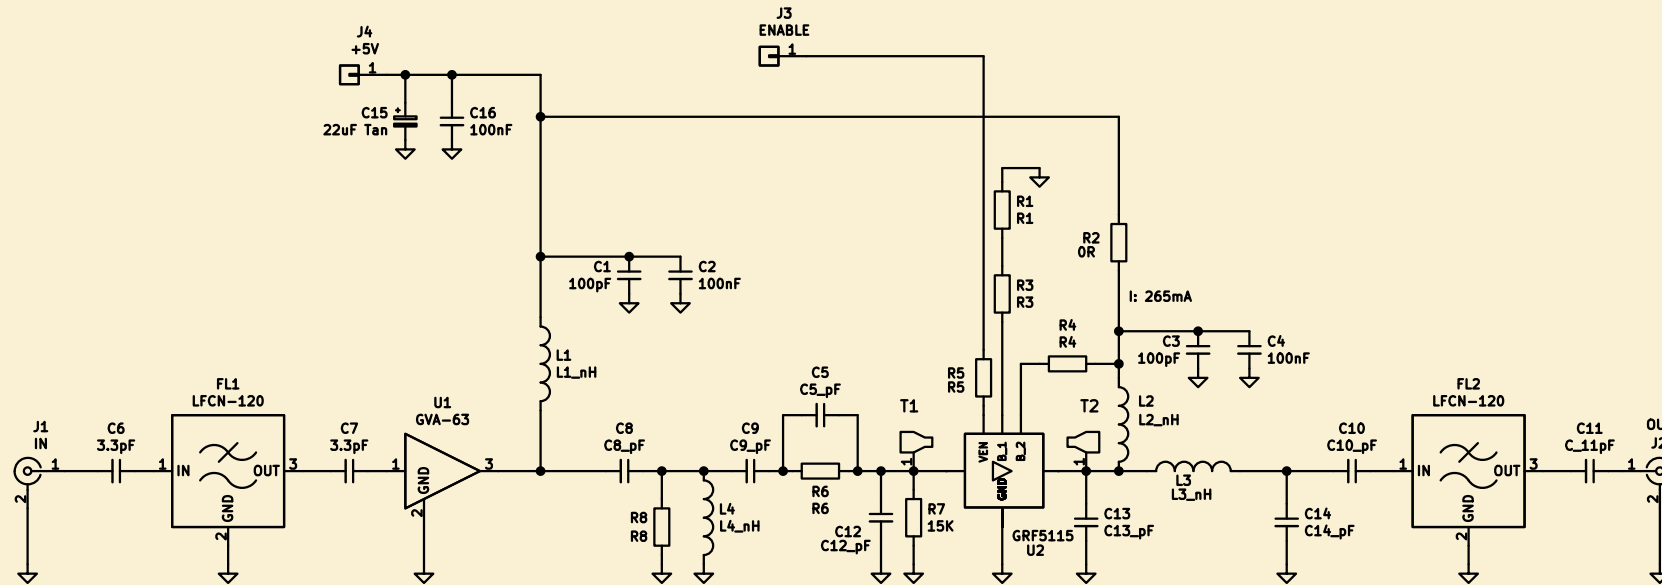 J3
ENABLE
1
J4
+5V
1
C15
22uF Tan
+
C16
100nF
R1
R1
R2
0R
C1
100pF
C2
100nF
R3
R3
I: 265mA
R4
R4
C3
100pF
C4
100nF
L1
L1_nH
R5
R5
L2
L2_nH
FL1
LFCN-120
U1
GVA-63
C5
C5_pF
T1
T2
FL2
LFCN-120
J1
IN
C6
3.3pF
C7
3.3pF
C8
C8_pF
C9
C9_pF
VEN
B_1
B_2
GND
C10
C10_pF
C11
C_11pF
OU
J2
1
2
1
IN
OUT
3
GND
2
1
GND
2
3
R8
R8
L4
L4_nH
R6
R6
C12
C12_pF
1
R7
15K
GRF5115
U2
1
C13
C13_pF
L3
L3_nH
C14
C14_pF
1
IN
OUT
3
GND
2
1
2